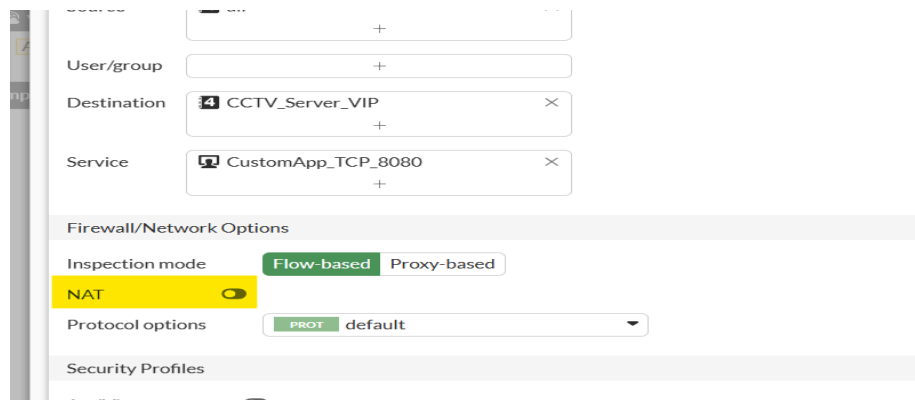 User/group
+
Destination
4 CCTV_Server_VIP ×
+
Service
CustomApp_TCP_8080 ×
+
Firewall/Network Options
Inspection mode Flow-based Proxy-based
NAT
Protocol options PROT default
Security Profiles